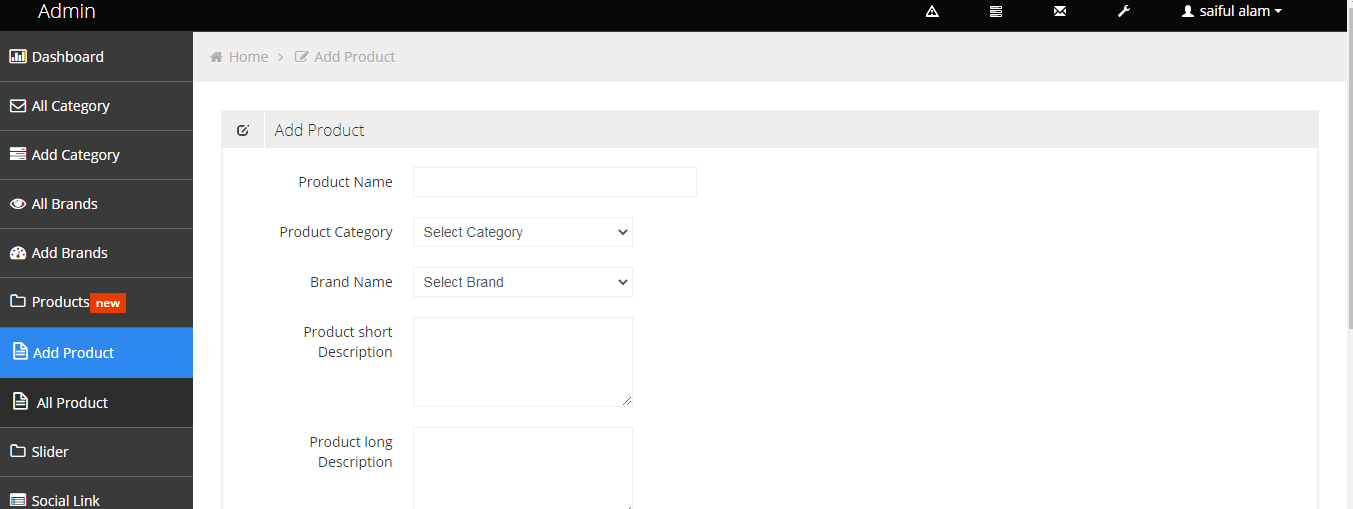 Admin
saiful alam
Dashboard
All Category
Add Category
All Brands
Add Brands
Products new
Add Product
All Product
Slider
Social Link
Home > Add Product
Add Product
Product Name
Product Category
Select Category
Brand Name
Select Brand
Product short
Description
Product long
Description